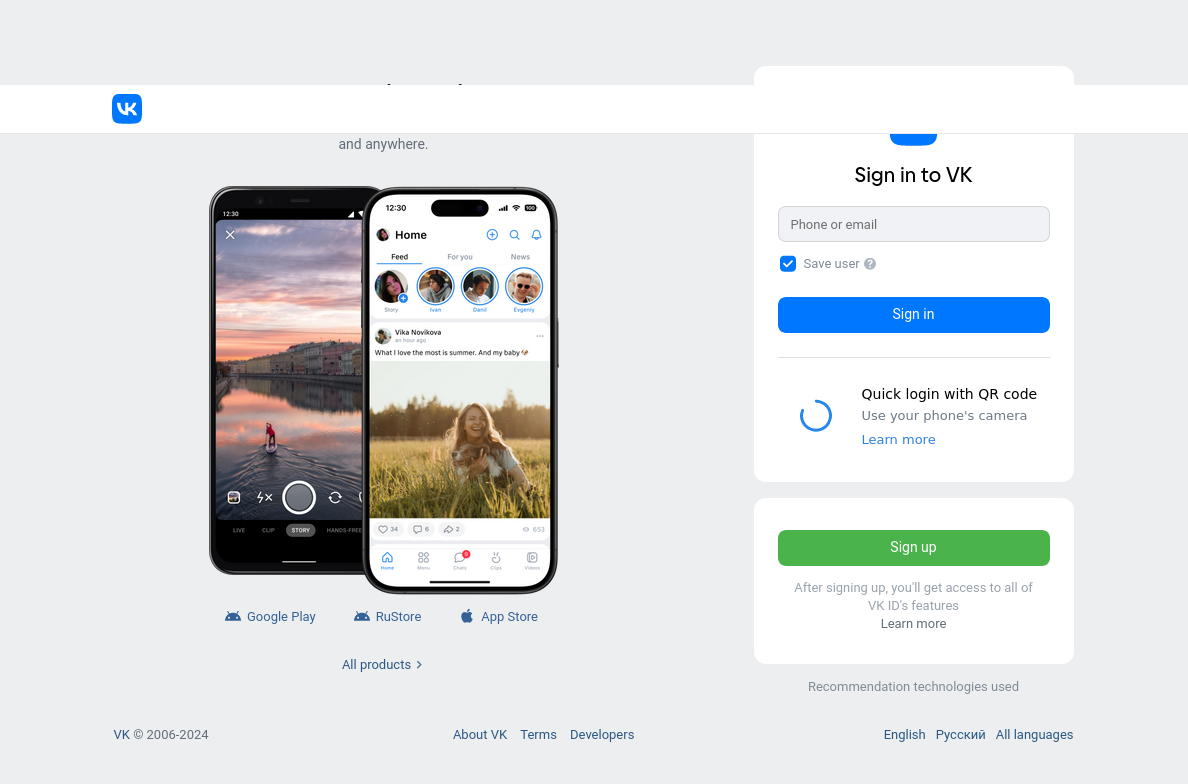 VK
and anywhere.
12:30
LIVE CLIP STORY HANDS-FREE
12:30
100
Home
Feed For you News
Story Ivan Danil Evgeniy
Vika Novikova
an hour ago
What I love the most is summer. And my baby
34 6 2 653
Home Menu Chats Clips Videos
Google Play RuStore App Store
All products
Sign in to VK
Phone or email
Save user ?
Sign in
Quick login with QR code
Use your phone's camera
Learn more
Sign up
After signing up, you'll get access to all of
VK ID's features
Learn more
Recommendation technologies used
VK © 2006-2024
About VK Terms Developers
English Русский All languages